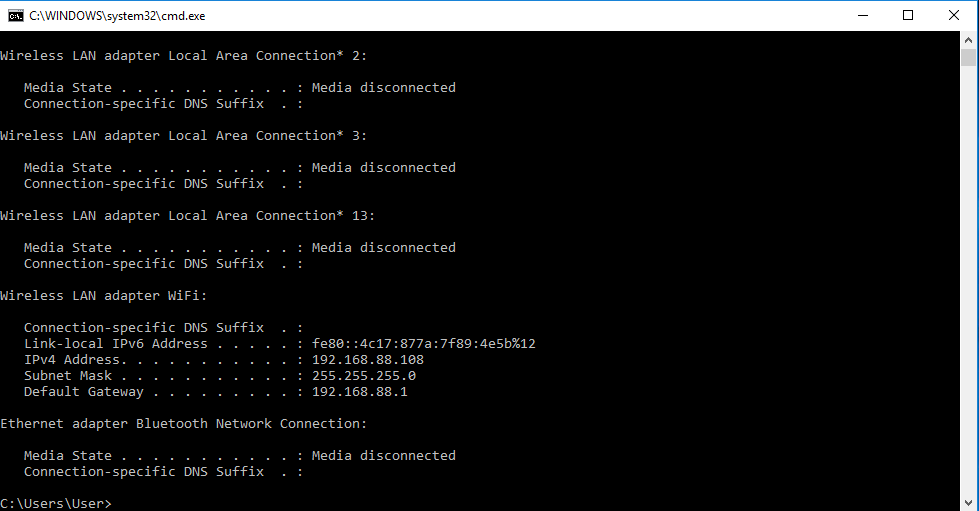 C:\WINDOWS\system32\cmd.exe
Wireless LAN adapter Local Area Connection* 2:
Media State . . . . . . . . . . . : Media disconnected
Connection-specific DNS Suffix  . :
Wireless LAN adapter Local Area Connection* 3:
Media State . . . . . . . . . . . : Media disconnected
Connection-specific DNS Suffix  . :
Wireless LAN adapter Local Area Connection* 13:
Media State . . . . . . . . . . . : Media disconnected
Connection-specific DNS Suffix  . :
Wireless LAN adapter WiFi:
Connection-specific DNS Suffix  . :
Link-local IPv6 Address . . . . . : fe80::4c17:877a:7f89:4e5b%12
IPv4 Address. . . . . . . . . . . : 192.168.88.108
Subnet Mask . . . . . . . . . . . : 255.255.255.0
Default Gateway . . . . . . . . . : 192.168.88.1
Ethernet adapter Bluetooth Network Connection:
Media State . . . . . . . . . . . : Media disconnected
Connection-specific DNS Suffix  . :
C:\Users\User>